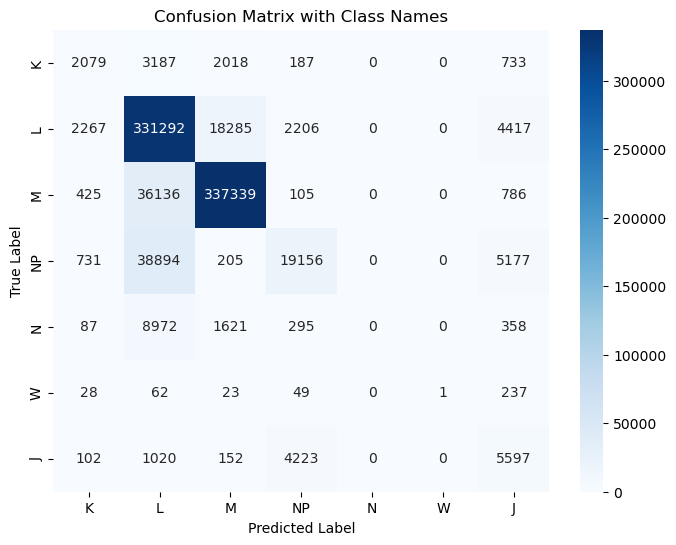 Confusion Matrix with Class Names
K 2079 3187 2018 187 0 0 733
L 2267 331292 18285 2206 0 0 4417
M 425 36136 337339 105 0 0 786
NP 731 38894 205 19156 0 0 5177
N 87 8972 1621 295 0 0 358
W 28 62 23 49 0 1 237
J 102 1020 152 4223 0 0 5597
K L M NP N W J
True Label
Predicted Label
300000
250000
200000
150000
100000
50000
0